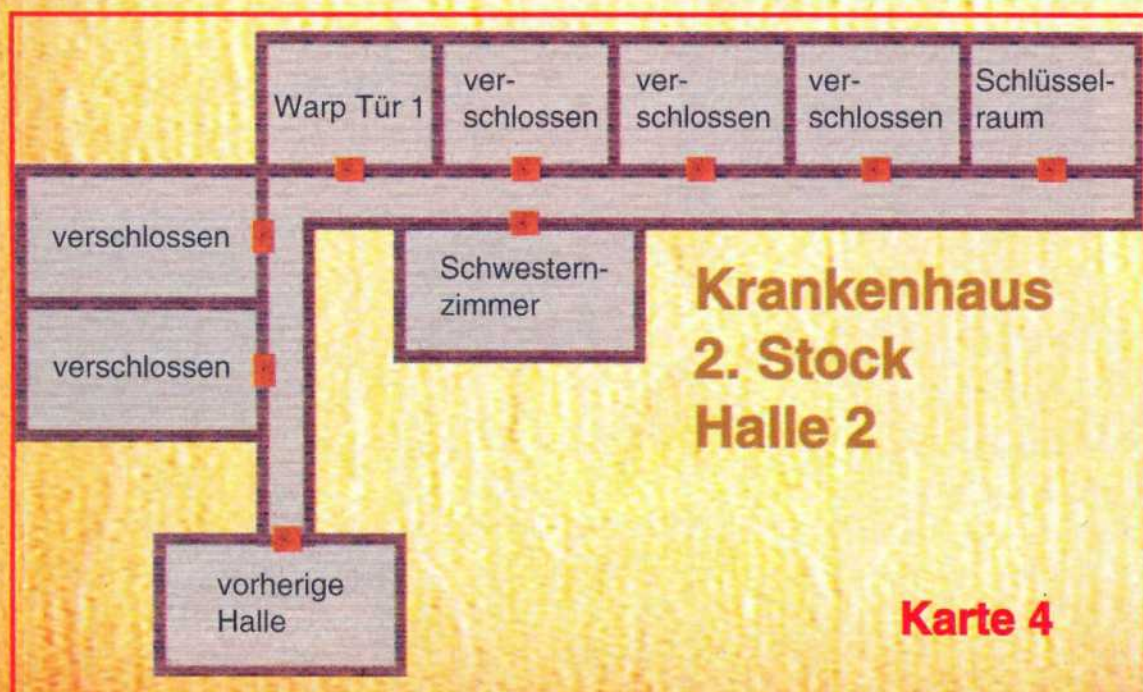 Warp Tür 1
ver-
schlossen
ver-
schlossen
ver-
schlossen
Schlüssel-
raum
verschlossen
verschlossen
Schwestern-
zimmer
vorherige
Halle
Krankenhaus
2. Stock
Halle 2
Karte 4